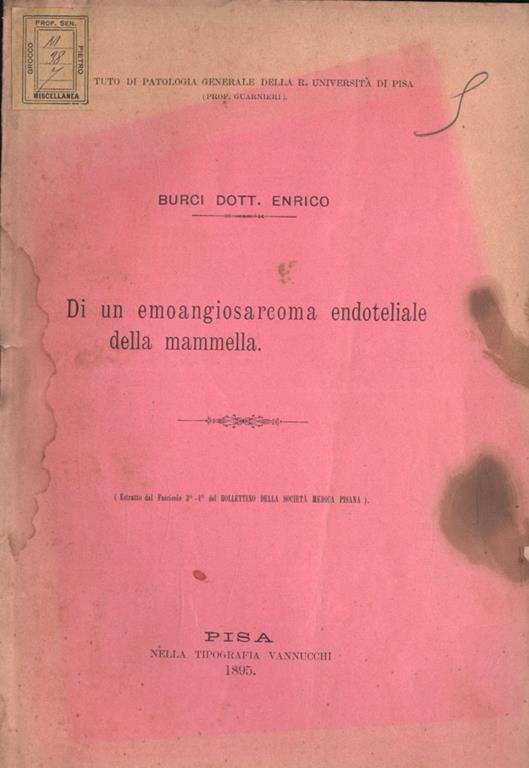 PROF. SEN.
GROCCO
PIETRO
MISCELLANEA
TUTO DI PATOLOGIA GENERALE DELLA R. UNIVERSITÀ DI PISA
(PROF. GUARNIERI).
BURCI DOTT. ENRICO
Di un emoangiosarcoma endoteliale
della mammella.
( Estratto dal Fascicolo 3º -4º del BOLLETTINO DELLA SOCIETÀ MEDICA PISANA ).
PISA
NELLA TIPOGRAFIA VANNUCCHI
1895.